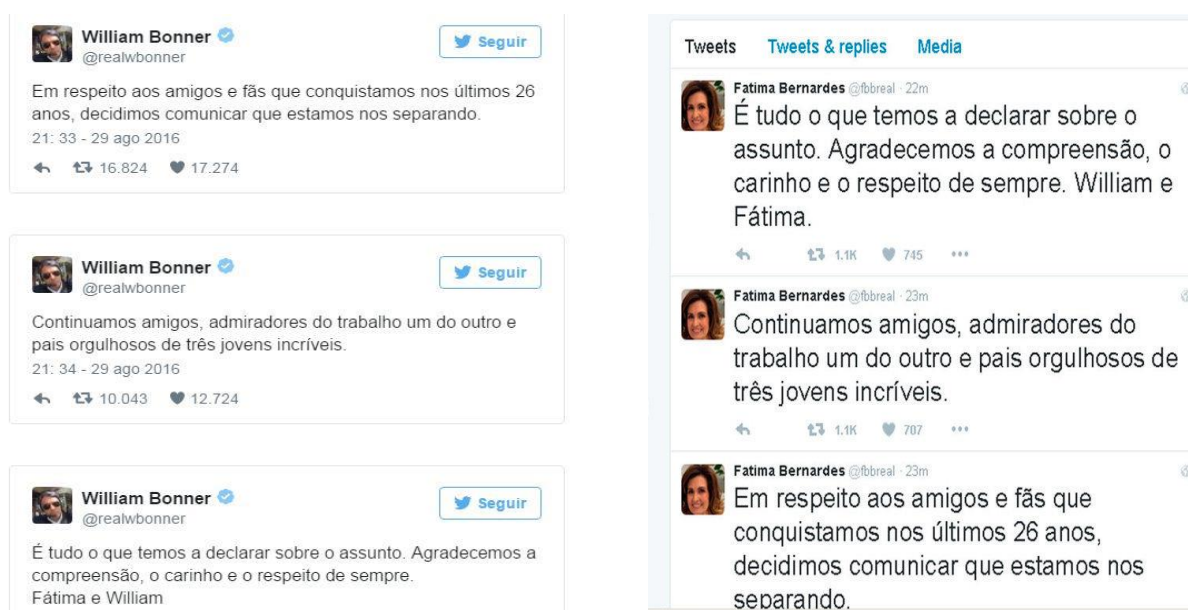 William Bonner
@realwbonner
Seguir
Em respeito aos amigos e fãs que conquistamos nos últimos 26
anos, decidimos comunicar que estamos nos separando.
21: 33 - 29 ago 2016
16.824 17.274
William Bonner
@realwbonner
Seguir
Continuamos amigos, admiradores do trabalho um do outro e
pais orgulhosos de três jovens incríveis.
21: 34 - 29 ago 2016
10.043 12.724
William Bonner
@realwbonner
Seguir
É tudo o que temos a declarar sobre o assunto. Agradecemos a
compreensão, o carinho e o respeito de sempre.
Fátima e William
Tweets Tweets & replies Media
Fatima Bernardes @fbbreal · 22m
É tudo o que temos a declarar sobre o
assunto. Agradecemos a compreensão, o
carinho e o respeito de sempre. William e
Fátima.
1.1K 745
Fatima Bernardes @fbbreal · 23m
Continuamos amigos, admiradores do
trabalho um do outro e pais orgulhosos de
três jovens incríveis.
1.1K 707
Fatima Bernardes @fbbreal · 23m
Em respeito aos amigos e fãs que
conquistamos nos últimos 26 anos,
decidimos comunicar que estamos nos
separando.